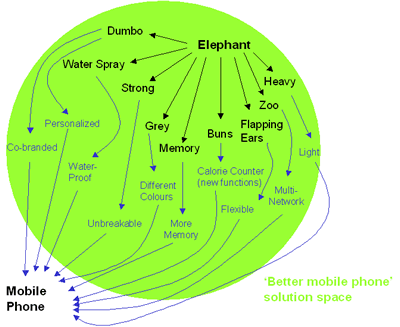 Dumbo
Elephant
Water Spray
Heavy
Strong
Zoo
Grey
Buns
Flapping
Ears
Personalized
Memory
Co-branded
Light
Water-
Proof
Calorie Counter
(new functions)
Different
Colours
Multi-
Network
Unbreakable
More
Memory
Flexible
Mobile
Phone
‘Better mobile phone’
solution space